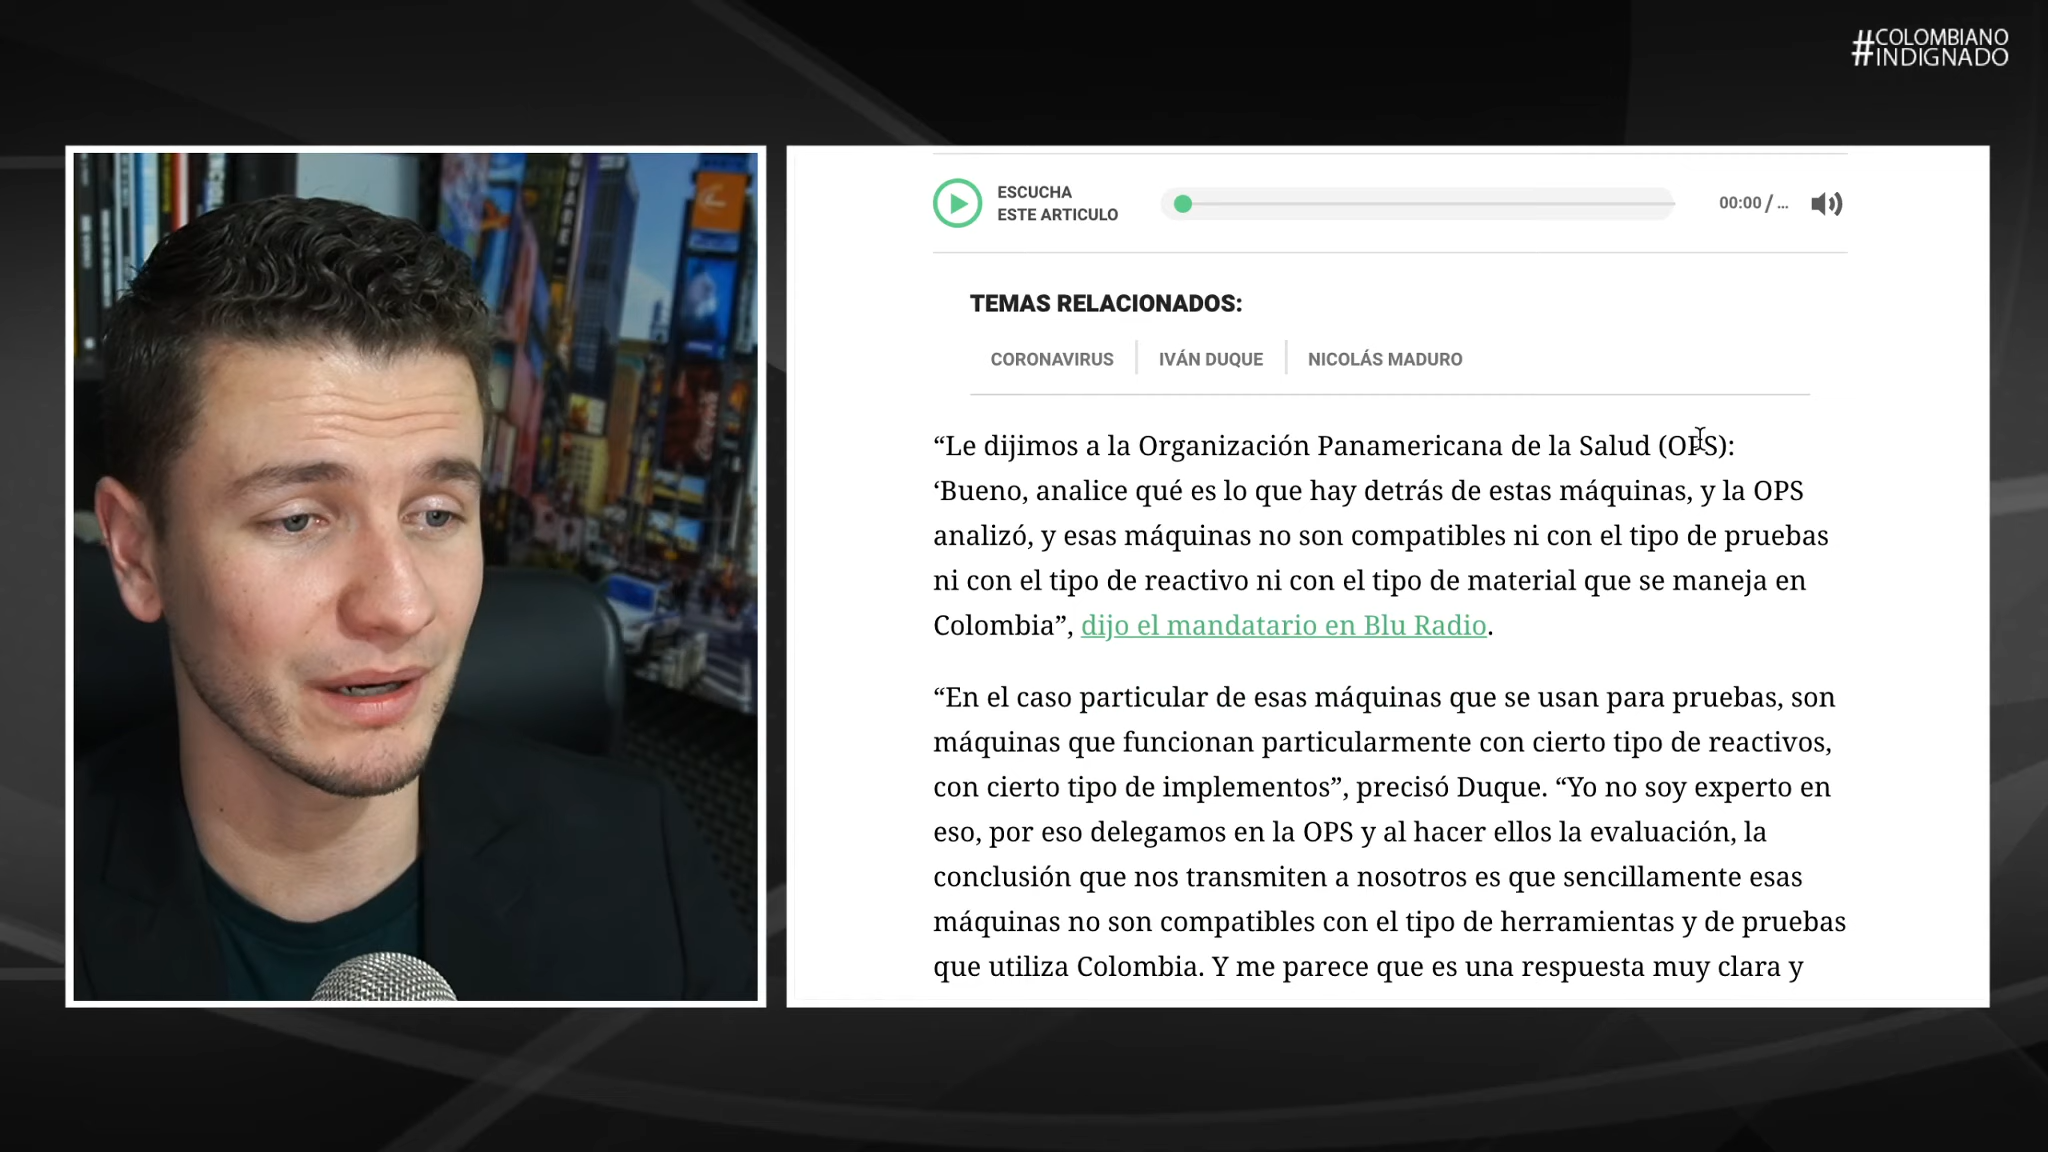 #COLOMBIANO
INDIGNADO
ESCUCHA
ESTE ARTICULO
00:00 / ...
TEMAS RELACIONADOS:
CORONAVIRUS
IVÁN DUQUE
NICOLÁS MADURO
“Le dijimos a la Organización Panamericana de la Salud (OPS):
‘Bueno, analice qué es lo que hay detrás de estas máquinas, y la OPS
analizó, y esas máquinas no son compatibles ni con el tipo de pruebas
ni con el tipo de reactivo ni con el tipo de material que se maneja en
Colombia”, dijo el mandatario en Blu Radio.
“En el caso particular de esas máquinas que se usan para pruebas, son
máquinas que funcionan particularmente con cierto tipo de reactivos,
con cierto tipo de implementos”, precisó Duque. “Yo no soy experto en
eso, por eso delegamos en la OPS y al hacer ellos la evaluación, la
conclusión que nos transmiten a nosotros es que sencillamente esas
máquinas no son compatibles con el tipo de herramientas y de pruebas
que utiliza Colombia. Y me parece que es una respuesta muy clara y